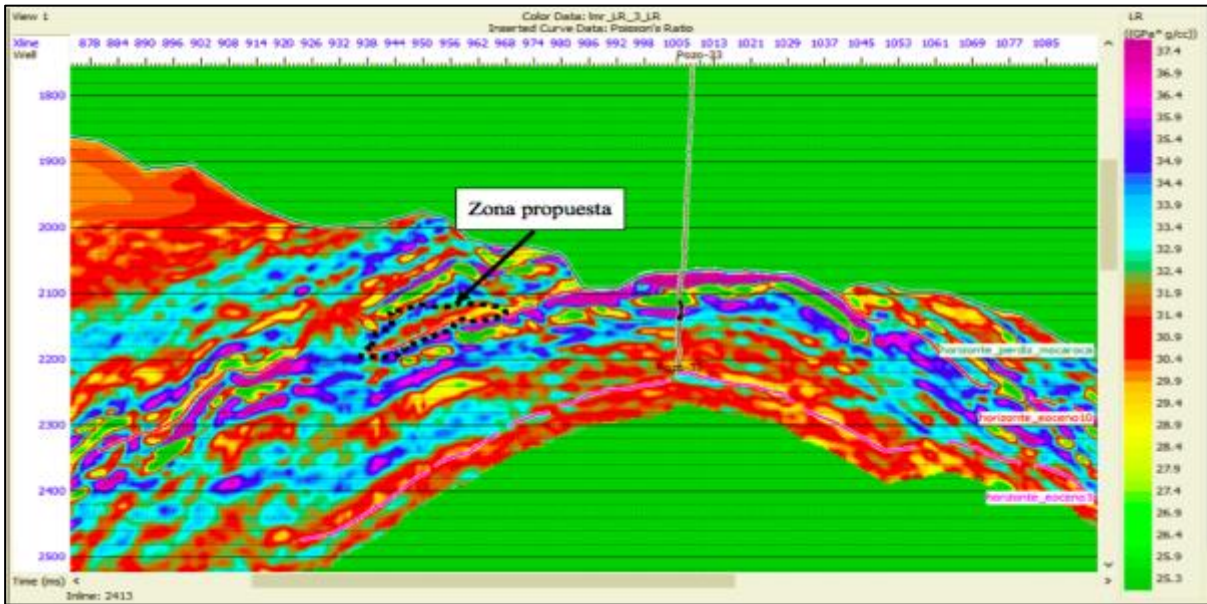 View 1
Color Data: lmr_LR_3_LR
Inserted Curve Data: Poisson's Ratio
LR
((GPa* g/cc))
Xline 878 884 890 896 902 908 914 920 926 932 938 944 950 956 962 968 974 980 986 992 998 1005 1013 1021 1029 1037 1045 1053 1061 1069 1077 1085
Well
Pozo-33
1800
1900
2000
2100
2200
2300
2400
2500
Zona propuesta
horizonte_perdiz_mocaroca
horizonte_eoceno10
horizonte_eoceno3
37.4
36.9
36.4
35.9
35.4
34.9
34.4
33.9
33.4
32.9
32.4
31.9
31.4
30.9
30.4
29.9
29.4
28.9
28.4
27.9
27.4
26.9
26.4
25.9
25.3
Time (ms)
Inline: 2413